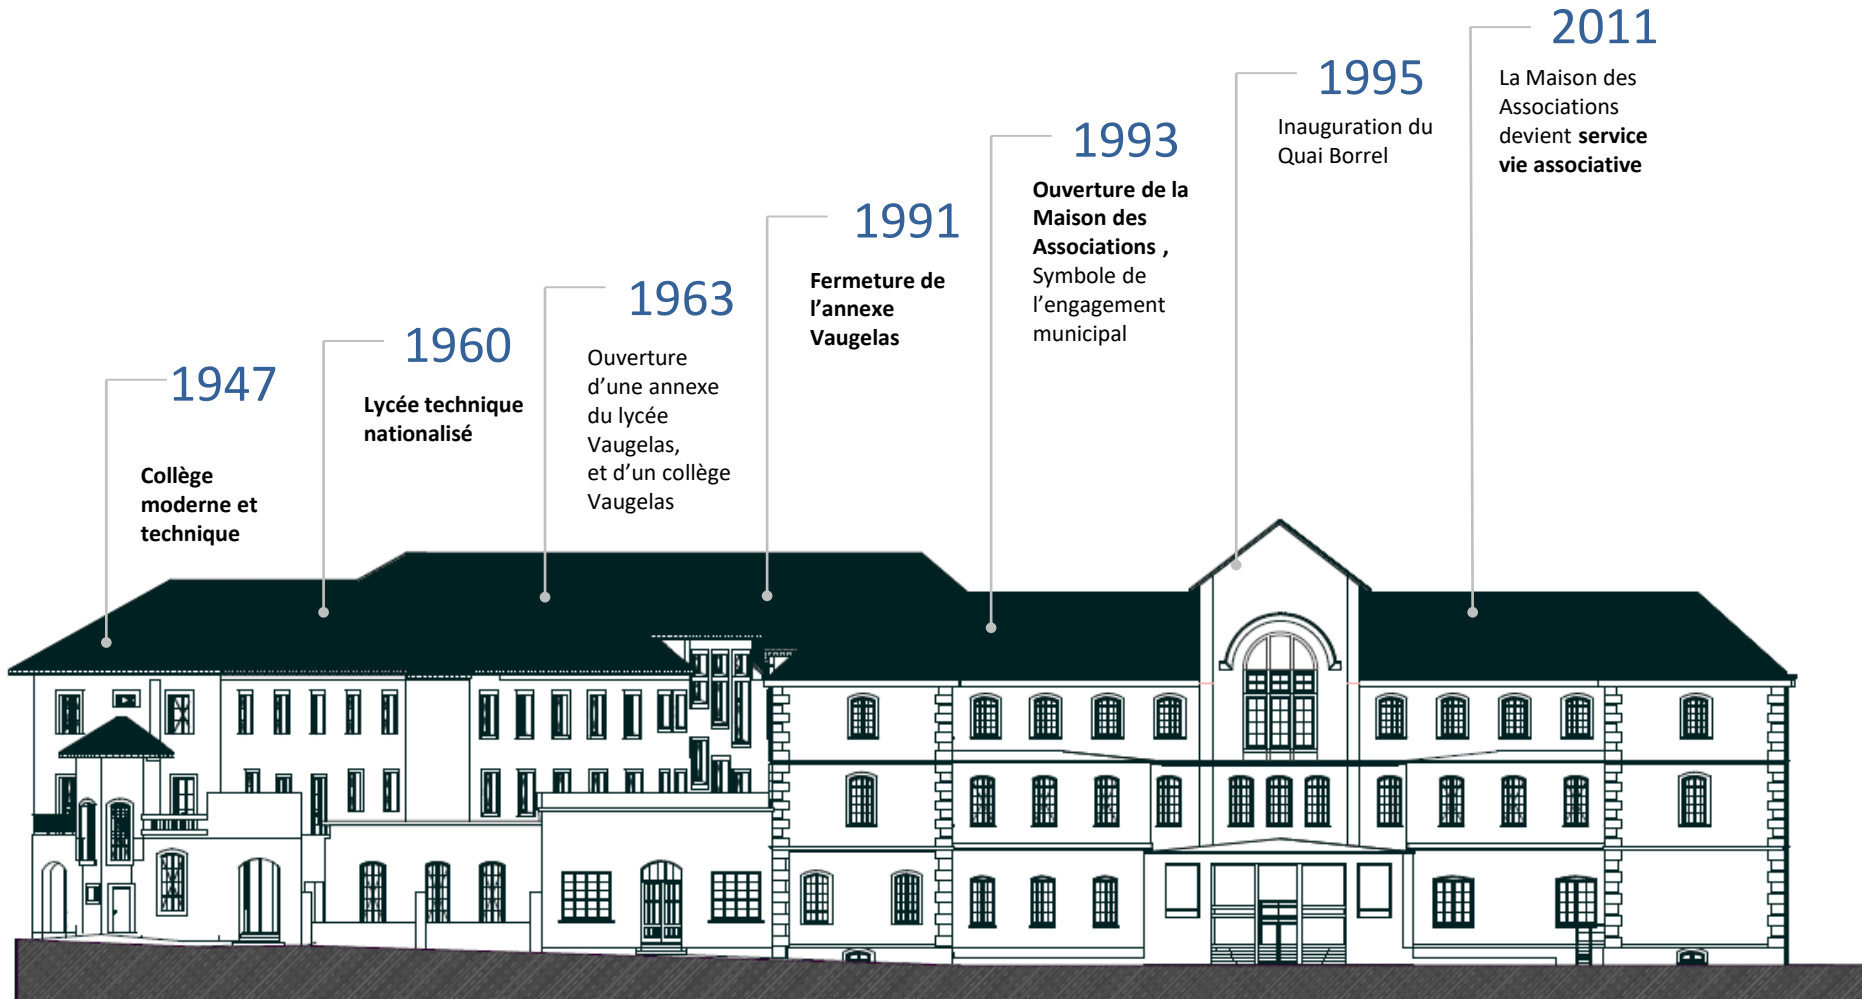 1947
Collège
moderne et
technique
1960
Lycée technique
nationalisé
1963
Ouverture
d’une annexe
du lycée
Vaugelas,
et d’un collège
Vaugelas
1991
Fermeture de
l’annexe
Vaugelas
1993
Ouverture de la
Maison des
Associations ,
Symbole de
l’engagement
municipal
1995
Inauguration du
Quai Borrel
2011
La Maison des
Associations
devient service
vie associative